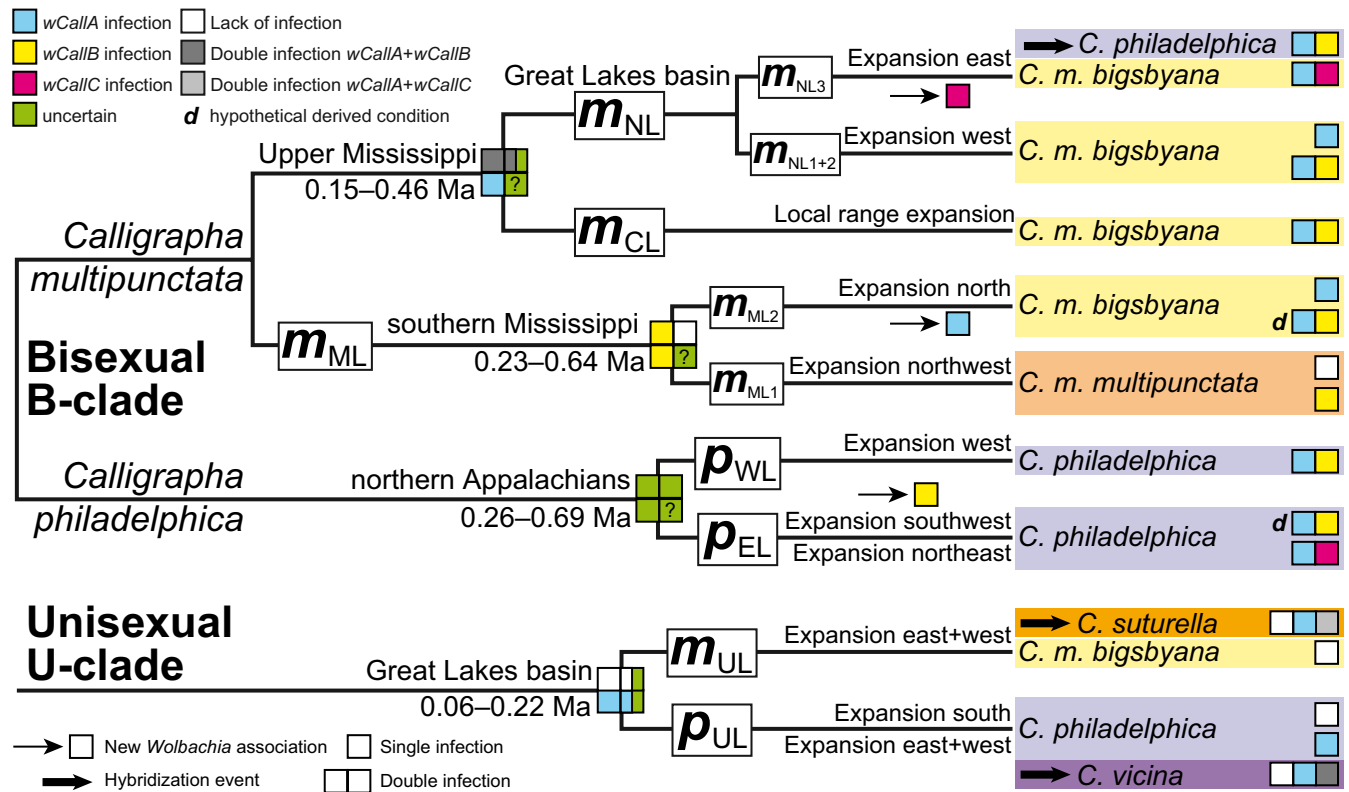 wCallA infection
Lack of infection
wCallB infection
Double infection wCallA+wCallB
wCallC infection
Double infection wCallA+wCallC
uncertain
d hypothetical derived condition
Great Lakes basin
mNL
mNL3
Expansion east
C. philadelphica
C. m. bigsbyana
mNL1+2
Expansion west
C. m. bigsbyana
Upper Mississippi
0.15–0.46 Ma
?
mCL
Local range expansion
C. m. bigsbyana
Calligrapha
multipunctata
Bisexual
B-clade
mML
southern Mississippi
0.23–0.64 Ma
?
mML2
Expansion north
C. m. bigsbyana
d
mML1
Expansion northwest
C. m. multipunctata
Calligrapha
philadelphica
northern Appalachians
0.26–0.69 Ma
?
pWL
Expansion west
C. philadelphica
pEL
Expansion southwest
Expansion northeast
C. philadelphica
d
Unisexual
U-clade
Great Lakes basin
0.06–0.22 Ma
mUL
Expansion east+west
C. suturella
C. m. bigsbyana
pUL
Expansion south
Expansion east+west
C. philadelphica
C. vicina
New Wolbachia association
Single infection
Hybridization event
Double infection